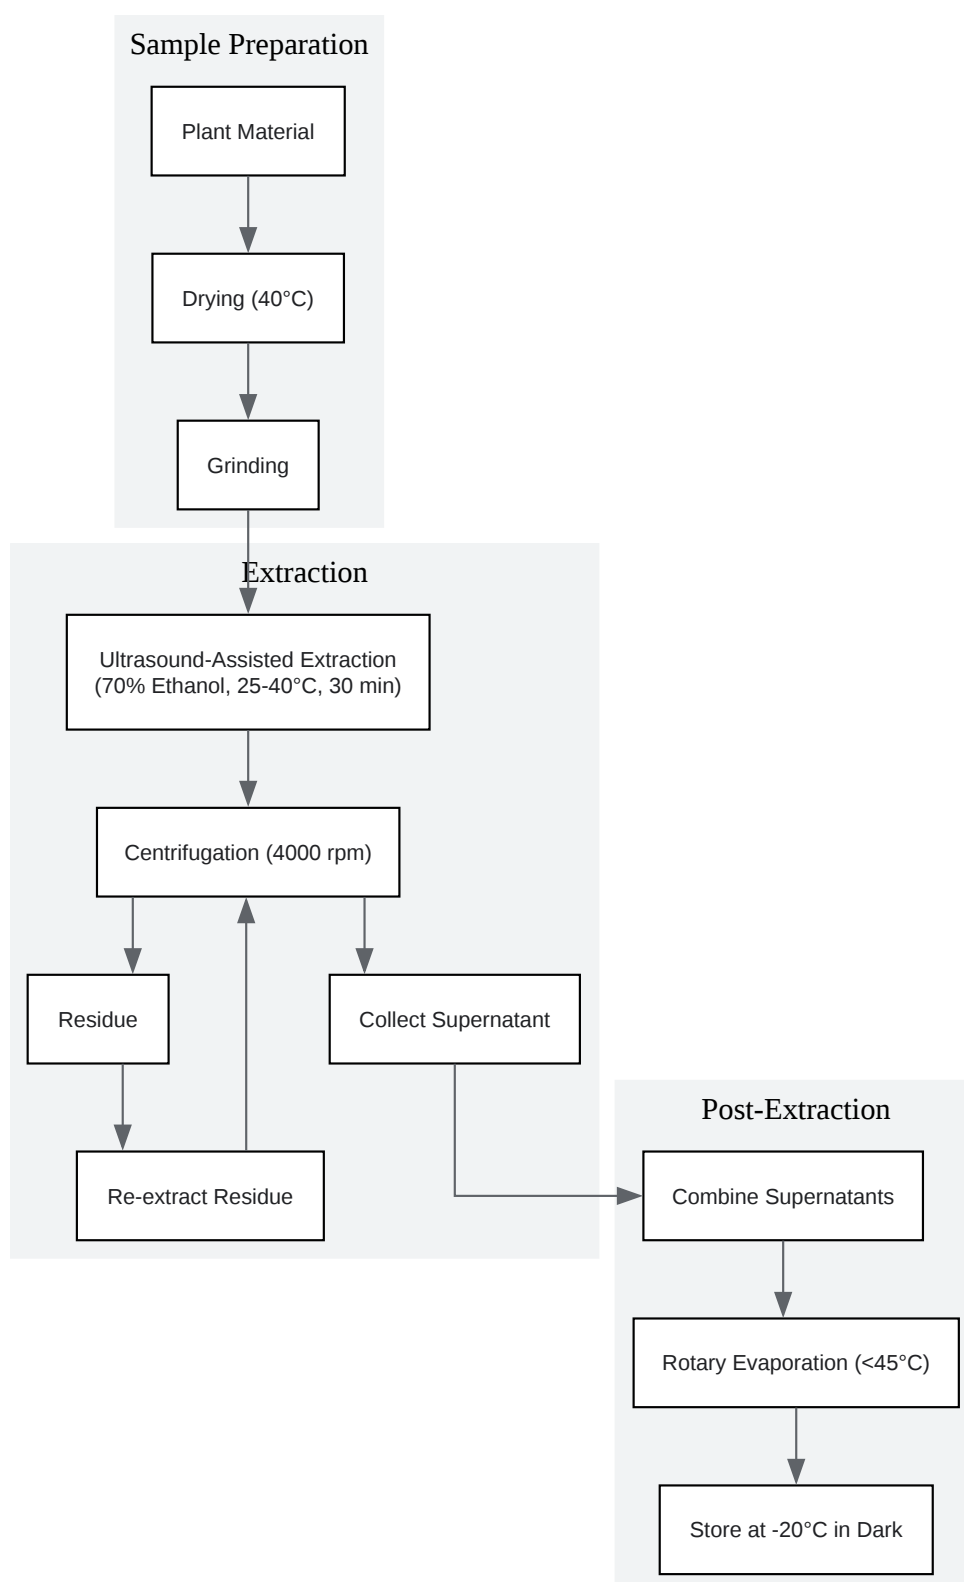 Sample Preparation
Plant Material
Drying (40°C)
Grinding
Extraction
Ultrasound-Assisted Extraction
(70% Ethanol, 25-40°C, 30 min)
Centrifugation (4000 rpm)
Residue
Collect Supernatant
Re-extract Residue
Post-Extraction
Combine Supernatants
Rotary Evaporation (<45°C)
Store at -20°C in Dark